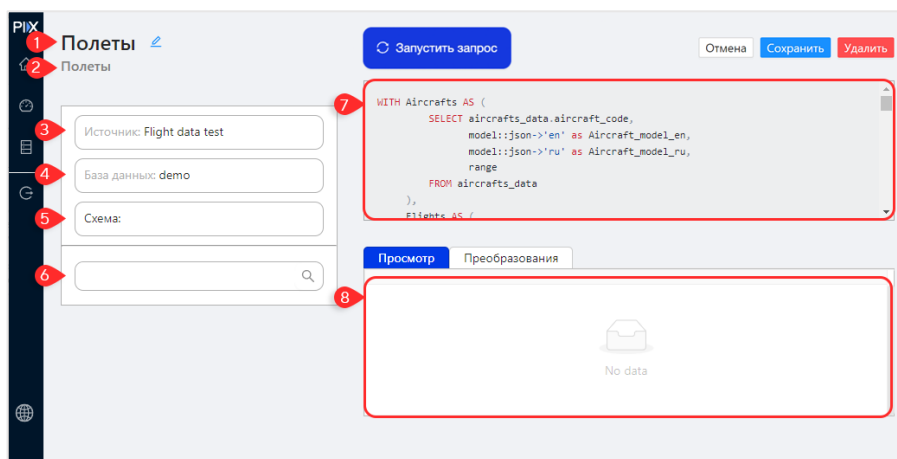 PIX
1 Полеты
2 Полеты
Запустить запрос
Отмена Сохранить Удалить
3 Источник: Flight data test
4 База данных: demo
5 Схема:
6
7
WITH Aircrafts AS (
SELECT aircrafts_data.aircraft_code,
model::json->'en' as Aircraft_model_en,
model::json->'ru' as Aircraft_model_ru,
range
FROM aircrafts_data
),
Flights AS (
Просмотр Преобразования
8
No data